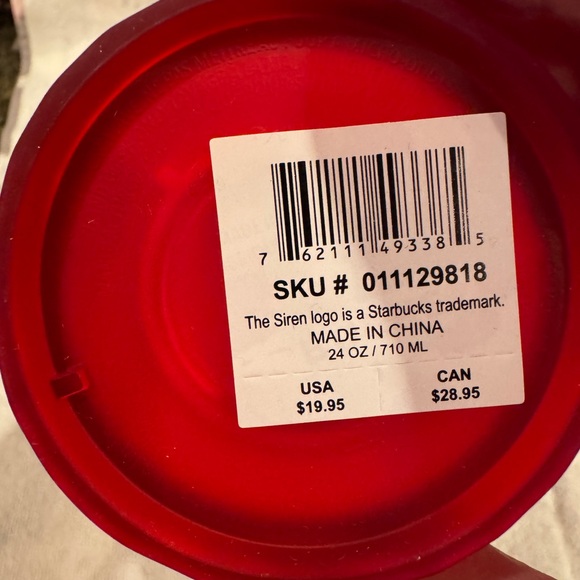 7 62111 49338 5
SKU # 011129818
The Siren logo is a Starbucks trademark.
MADE IN CHINA
24 OZ / 710 ML
USA CAN
$19.95 $28.95